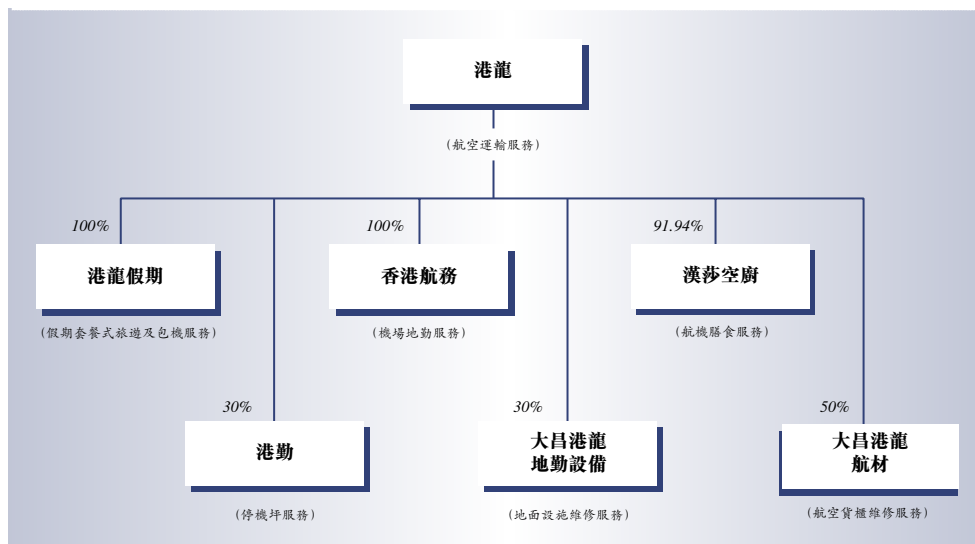 港龍
(航空運輸服務)
100%
港龍假期
(假期套餐式旅遊及包機服務)
100%
香港航務
(機場地勤服務)
91.94%
漢莎空廚
(航機膳食服務)
30%
港勤
(停機坪服務)
30%
大昌港龍
地勤設備
(地面設施維修服務)
50%
大昌港龍
航材
(航空貨櫃維修服務)